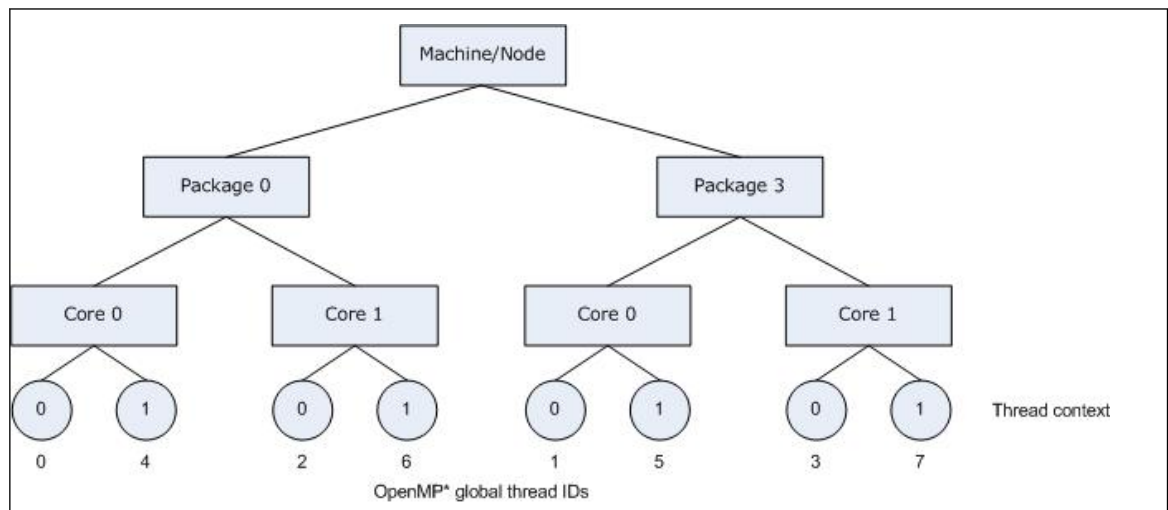 Machine/Node
Package 0
Package 3
Core 0
Core 1
Core 0
Core 1
0 1 0 1 0 1 0 1 Thread context
0 4 2 6 1 5 3 7
OpenMP* global thread IDs